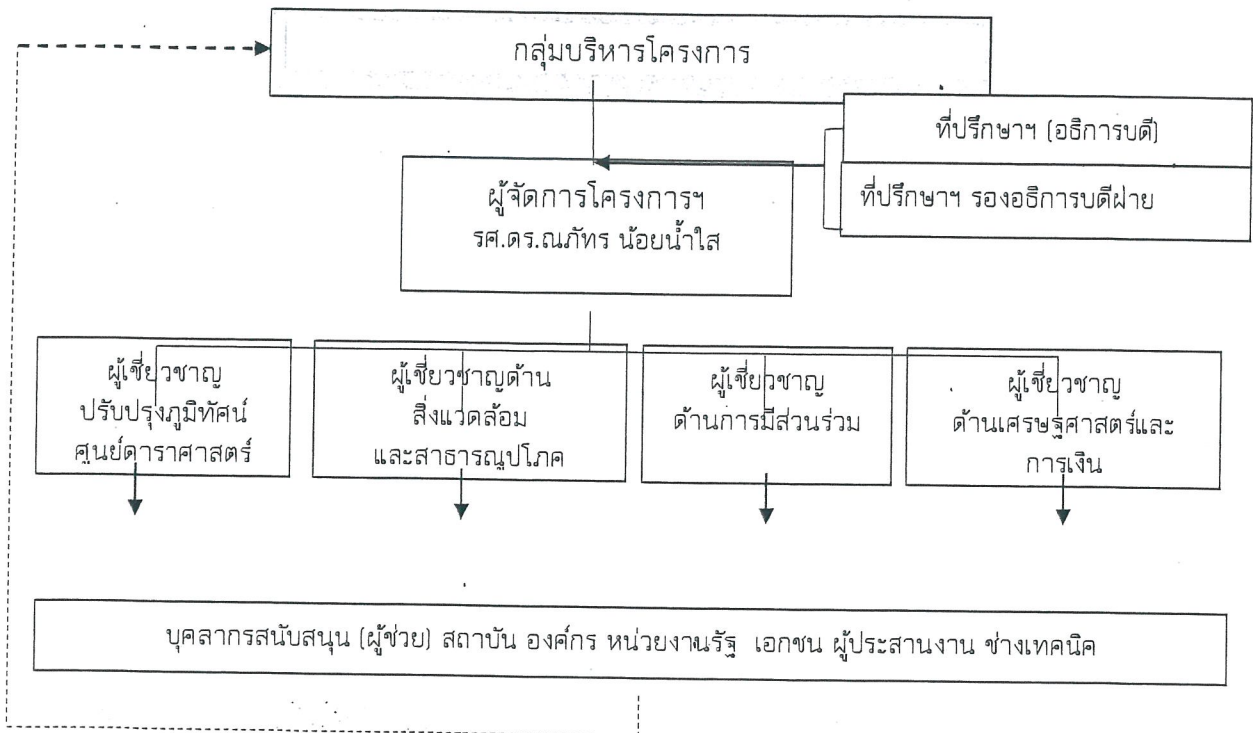 กลุ่มบริหารโครงการ
ที่ปรึกษาฯ (อธิการบดี)
ที่ปรึกษาฯ รองอธิการบดีฝ่าย
ผู้จัดการโครงการฯ
รศ.ดร.ณภัทร น้อยน้ำใส
ผู้เชี่ยวชาญ
ปรับปรุงภูมิทัศน์
ศูนย์ดาราศาสตร์
ผู้เชี่ยวชาญด้าน
สิ่งแวดล้อม
และสาธารณูปโภค
ผู้เชี่ยวชาญ
ด้านการมีส่วนร่วม
ผู้เชี่ยวชาญ
ด้านเศรษฐศาสตร์และ
การเงิน
บุคลากรสนับสนุน (ผู้ช่วย) สถาบัน องค์กร หน่วยงานรัฐ เอกชน ผู้ประสานงาน ช่างเทคนิค